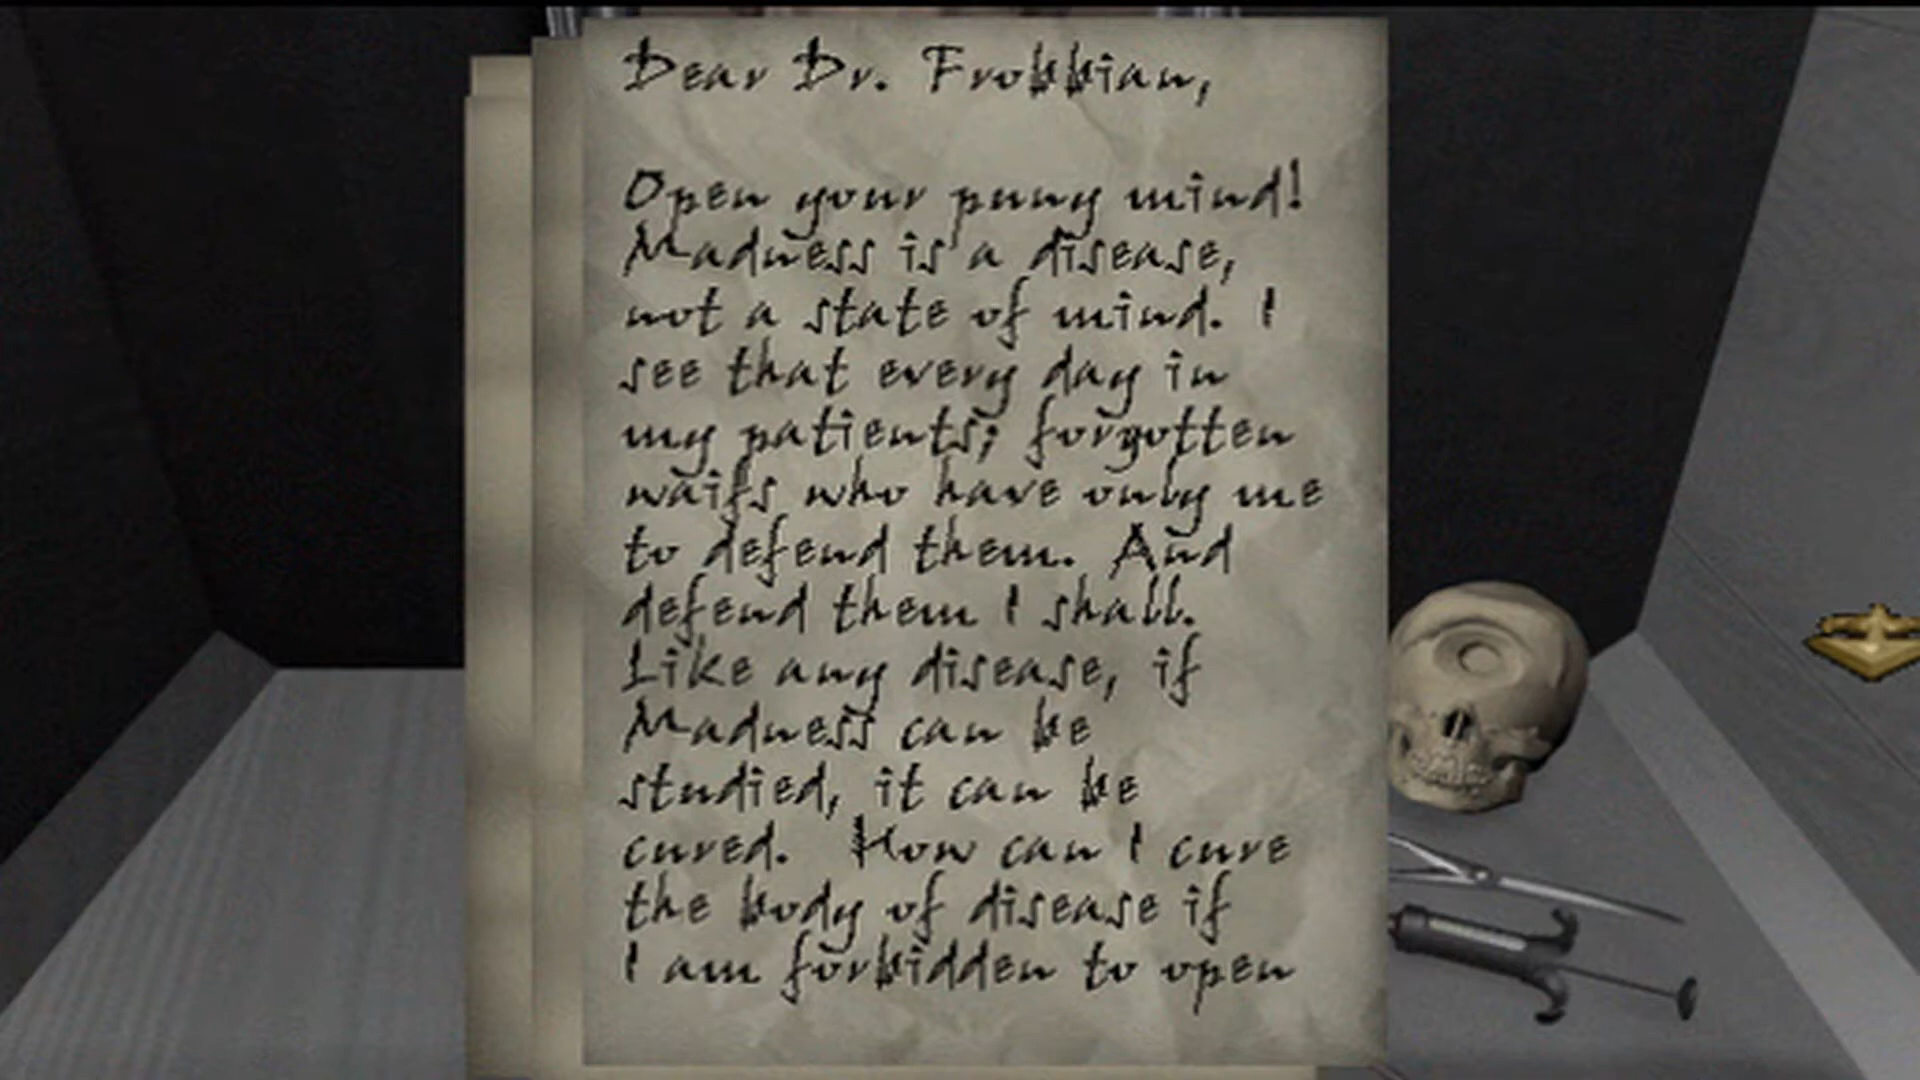 Dear Dr. Frobbian,
Open your puny mind!
Madness is a disease,
not a state of mind. I
see that every day in
my patients; forgotten
waifs who have only me
to defend them. And
defend them I shall.
Like any disease, if
Madness can be
studied, it can be
cured. How can I cure
the body of disease if
I am forbidden to open